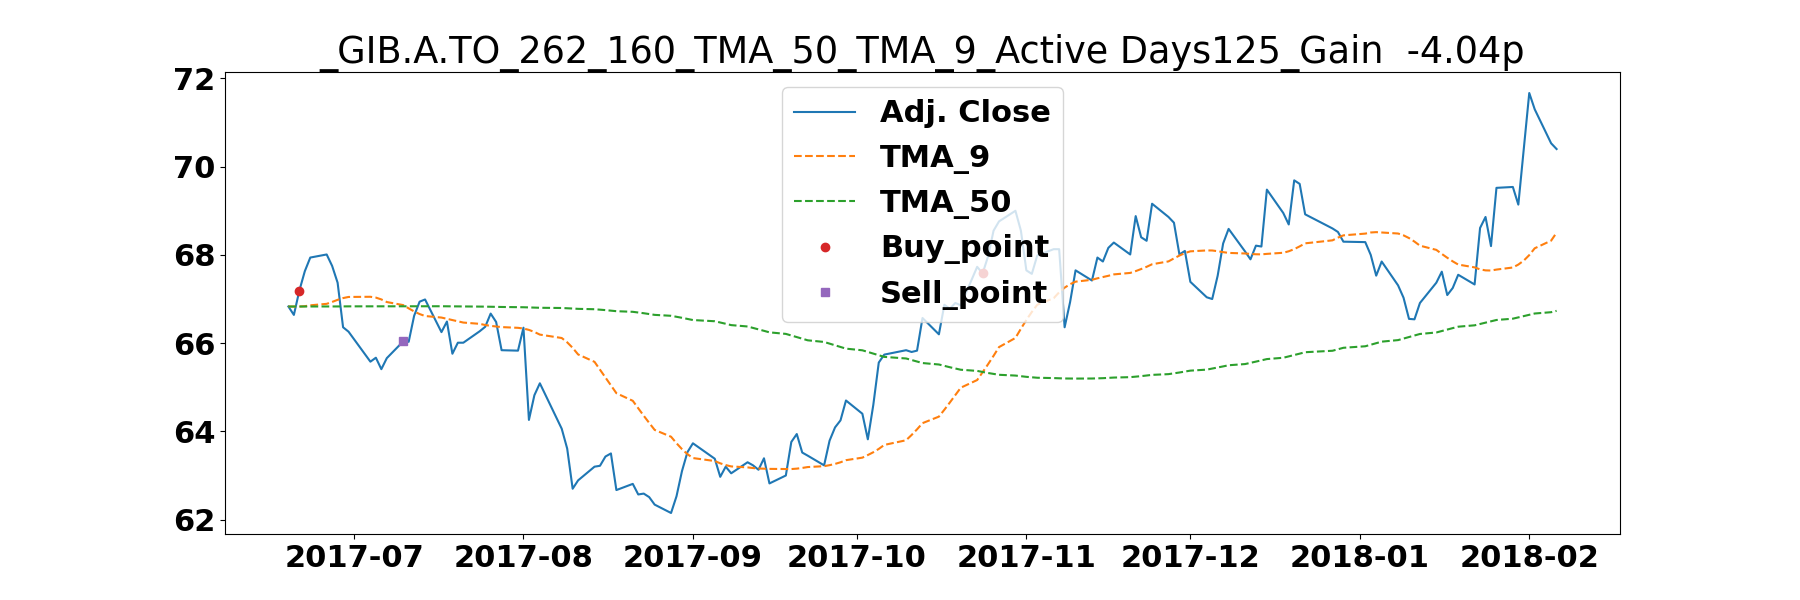 _GIB.A.TO_262_160_TMA_50_TMA_9_Active Days125_Gain  -4.04p
72
70
68
66
64
62
Adj. Close
TMA_9
TMA_50
Buy_point
Sell_point
2017-07 2017-08 2017-09 2017-10 2017-11 2017-12 2018-01 2018-02